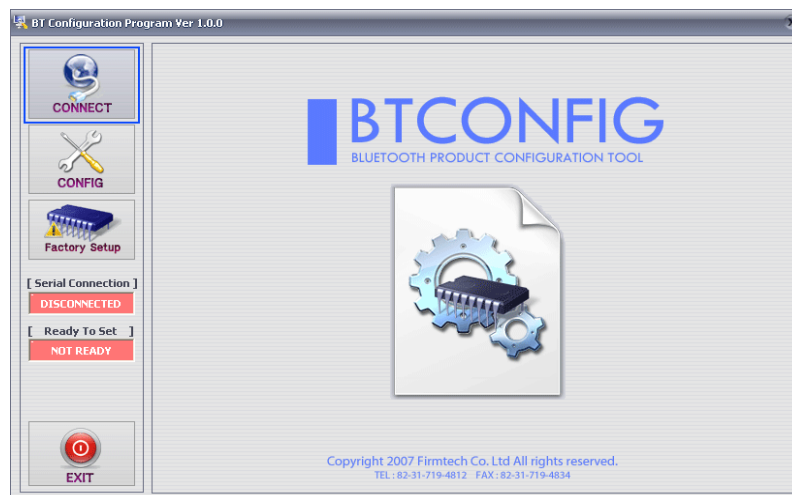 BT Configuration Program Ver 1.0.0
CONNECT
CONFIG
Factory Setup
[ Serial Connection ]
DISCONNECTED
[ Ready To Set ]
NOT READY
EXIT
BTCONFIG
BLUETOOTH PRODUCT CONFIGURATION TOOL
Copyright 2007 Firmtech Co. Ltd All rights reserved.
TEL : 82-31-719-4812 FAX : 82-31-719-4834